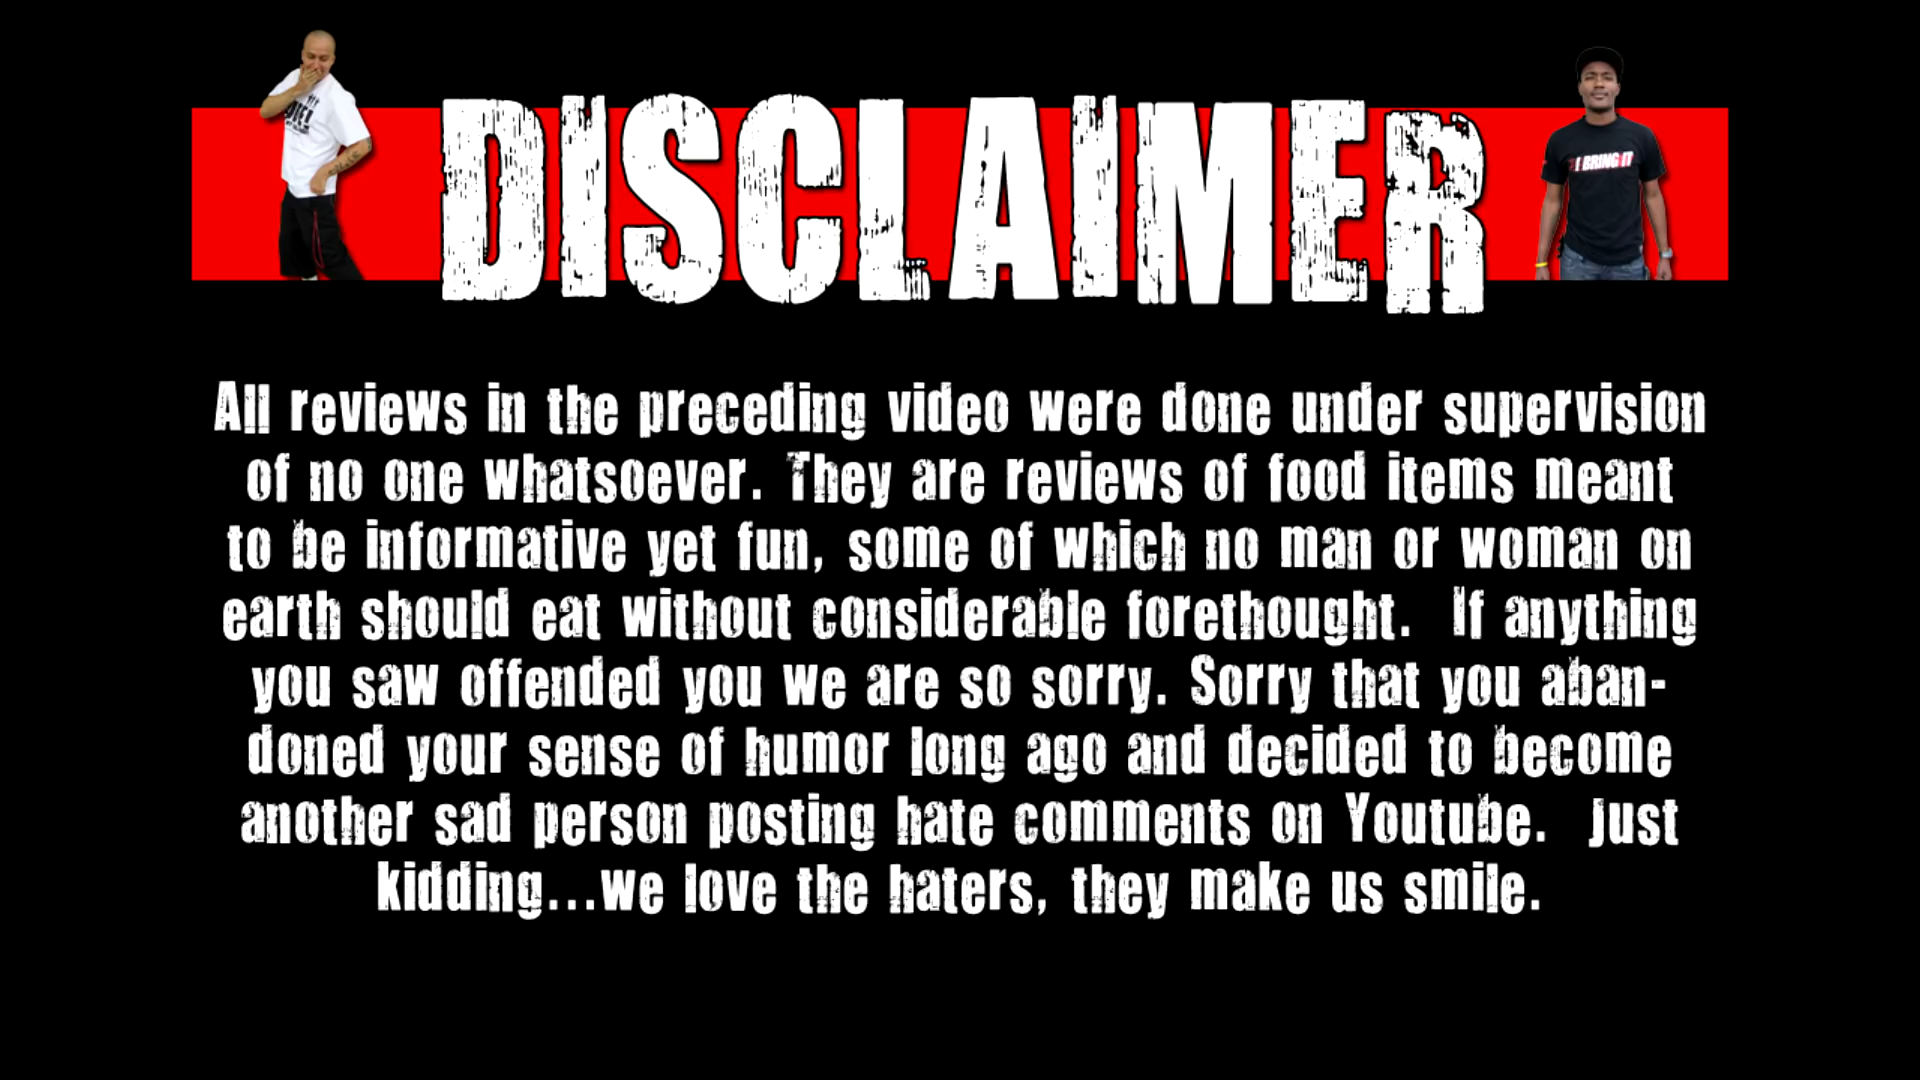 DIET
DISCLAIMER
I BRING IT
All reviews in the preceding video were done under supervision
of no one whatsoever. They are reviews of food items meant
to be informative yet fun, some of which no man or woman on
earth should eat without considerable forethought. If anything
you saw offended you we are so sorry. Sorry that you aban-
doned your sense of humor long ago and decided to become
another sad person posting hate comments on Youtube. Just
kidding...we love the haters, they make us smile.